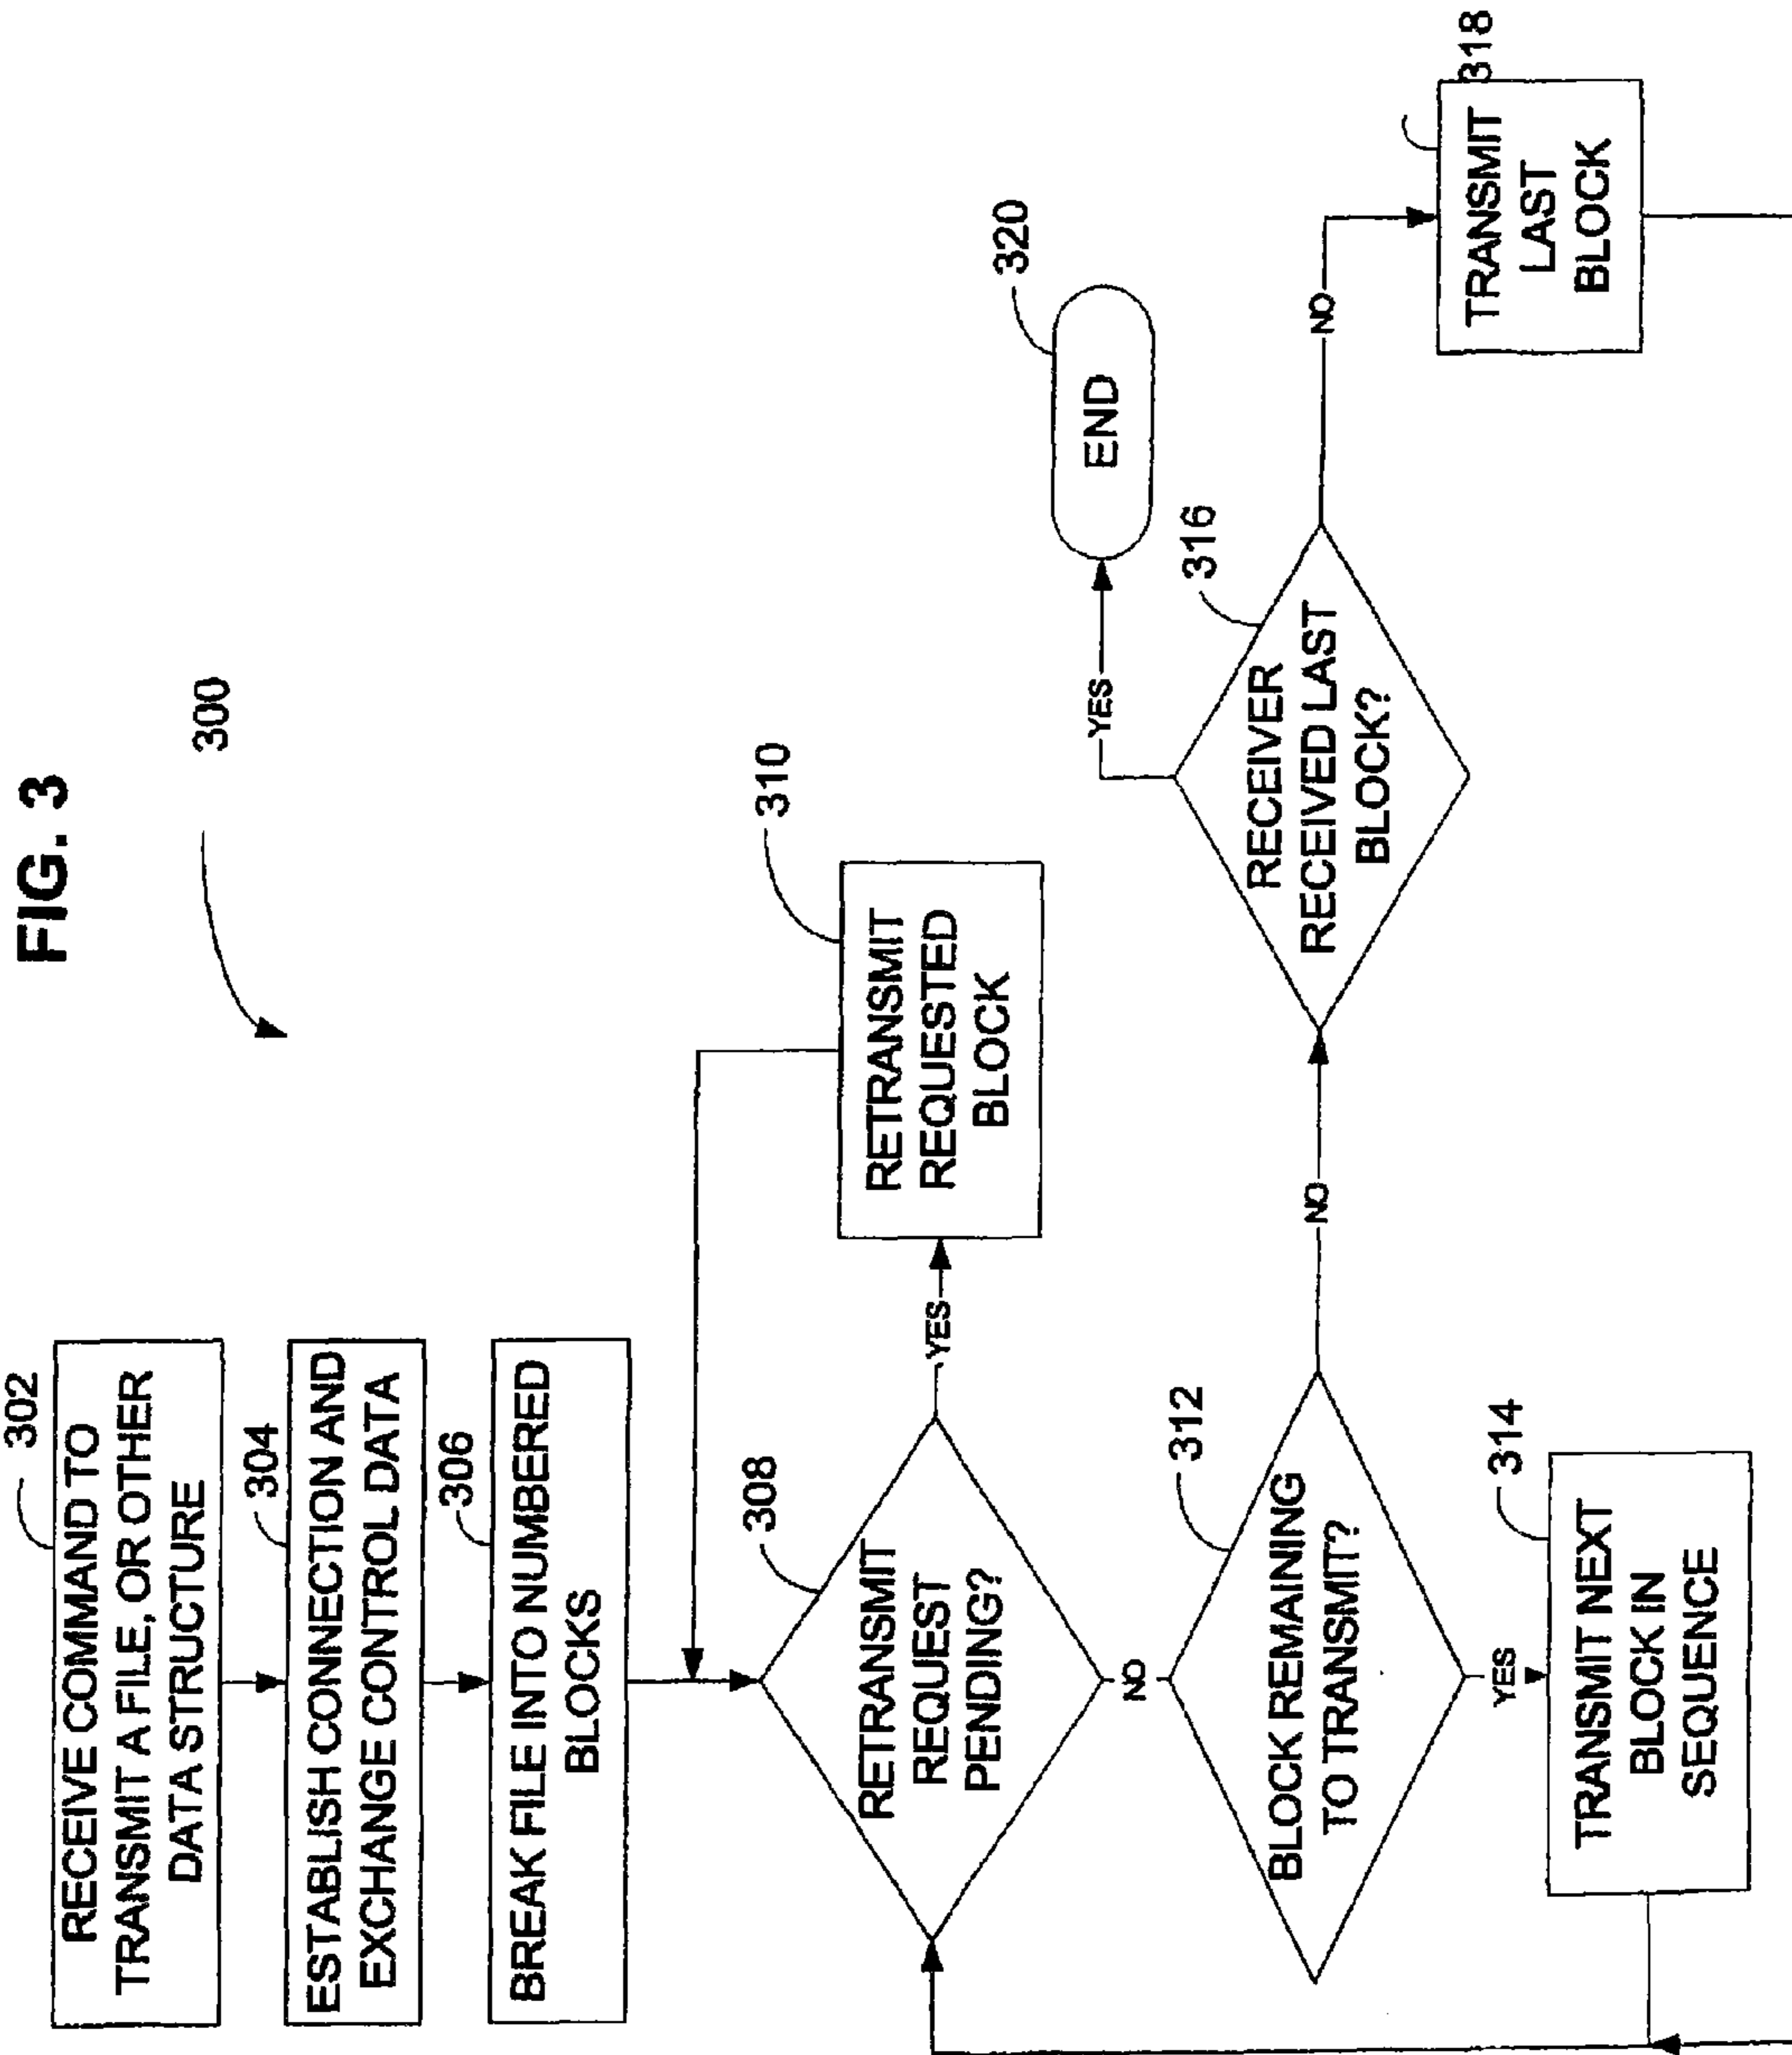 FIG. 3
300
302
RECEIVE COMMAND TO
TRANSMIT A FILE, OR OTHER
DATA STRUCTURE
304
ESTABLISH CONNECTION AND
EXCHANGE CONTROL DATA
306
BREAK FILE INTO NUMBERED
BLOCKS
308
RETRANSMIT
REQUEST
PENDING?
YES
310
RETRANSMIT
REQUESTED
BLOCK
NO
312
BLOCK REMAINING
TO TRANSMIT?
NO
YES
314
TRANSMIT NEXT
BLOCK IN
SEQUENCE
316
RECEIVER
RECEIVED LAST
BLOCK?
YES
320
END
NO
318
TRANSMIT
LAST
BLOCK